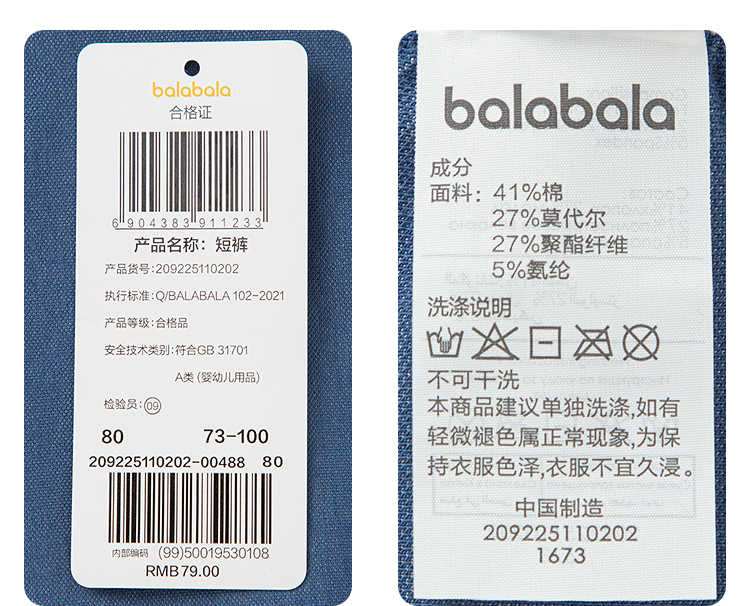 balabala
合格证
6 904383 911233
产品名称：短裤
产品货号：209225110202
执行标准：Q/BALABALA 102-2021
产品等级：合格品
安全技术类别：符合GB 31701
A类 (婴幼儿用品)
检验员：09
80 73-100
209225110202-00488 80
内部编码 (99)50019530108
RMB79.00
balabala
成分
面料：41%棉
27%莫代尔
27%聚酯纤维
5%氨纶
洗涤说明
不可干洗
本商品建议单独洗涤,如有
轻微褪色属正常现象,为保
持衣服色泽,衣服不宜久浸。
中国制造
209225110202
1673